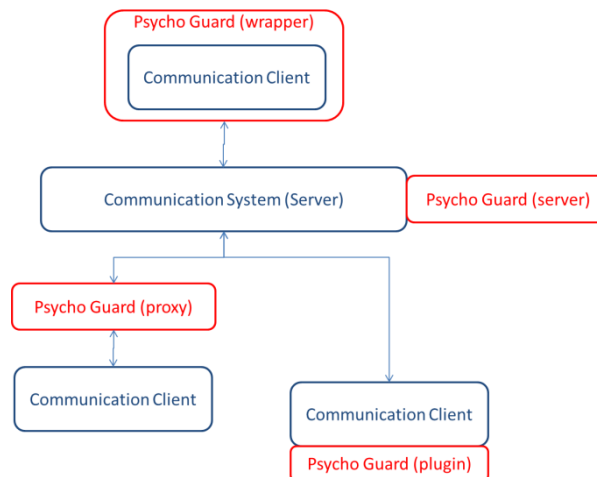 Psycho Guard (wrapper)
Communication Client
Communication System (Server)
Psycho Guard (server)
Psycho Guard (proxy)
Communication Client
Communication Client
Psycho Guard (plugin)